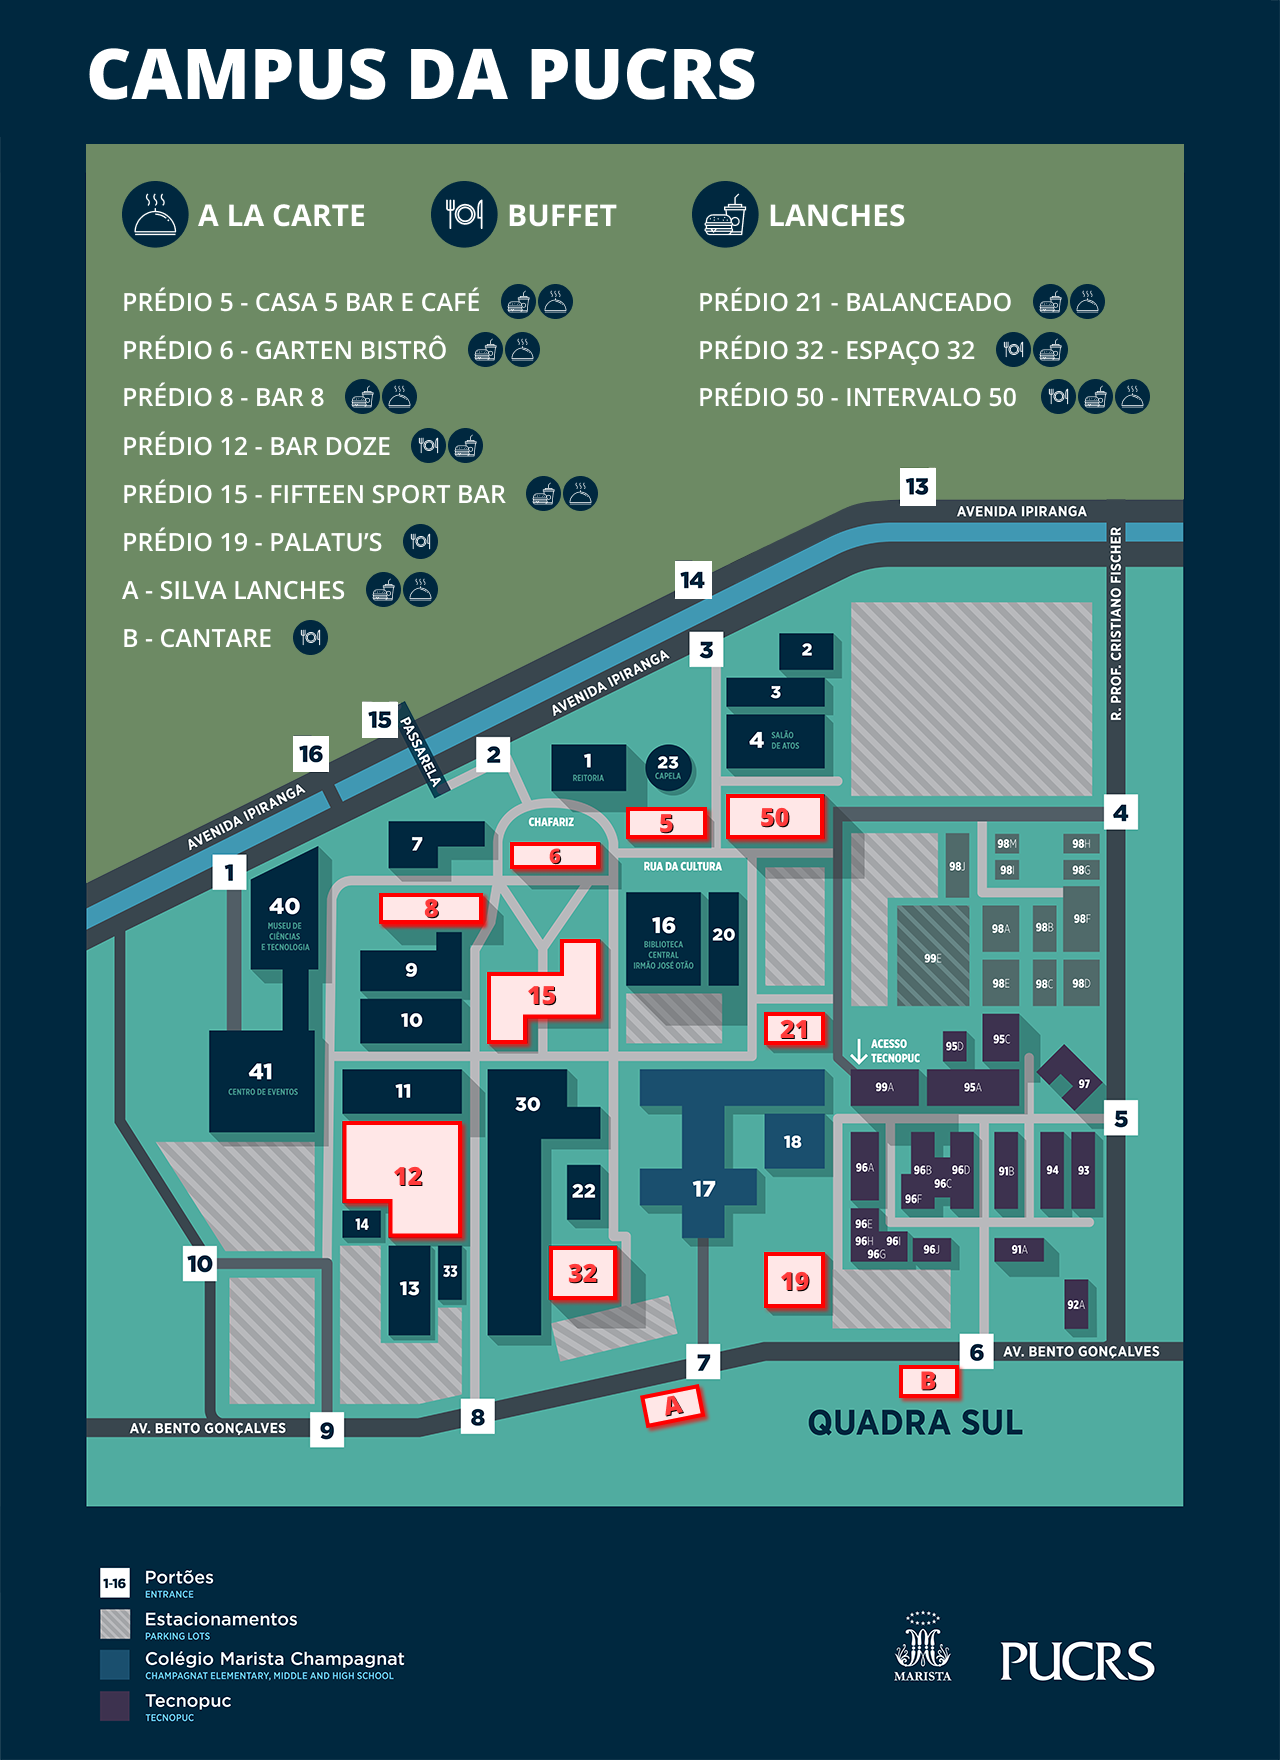 CAMPUS DA PUCRS
A LA CARTE
BUFFET
LANCHES
PRÉDIO 5 - CASA 5 BAR E CAFÉ
PRÉDIO 6 - GARTEN BISTRÔ
PRÉDIO 8 - BAR 8
PRÉDIO 12 - BAR DOZE
PRÉDIO 15 - FIFTEEN SPORT BAR
PRÉDIO 19 - PALATU'S
A - SILVA LANCHES
B - CANTARE
PRÉDIO 21 - BALANCEADO
PRÉDIO 32 - ESPAÇO 32
PRÉDIO 50 - INTERVALO 50
13
AVENIDA IPIRANGA
R. PROF. CRISTIANO FISCHER
14
3
AVENIDA IPIRANGA
2
3
4
SALÃO
DE ATOS
15
PASSARELA
16
2
AVENIDA IPIRANGA
1
REITORIA
23
CAPELA
5
50
4
CHAFARIZ
6
7
RUA DA CULTURA
1
98M
98H
98I
98G
98J
40
MUSEU DE
CIÊNCIAS
E TECNOLOGIA
8
16
BIBLIOTECA
CENTRAL
IRMÃO JOSÉ OTÃO
20
98A
98B
98F
99E
9
15
98E
98C
98D
10
21
ACESSO
TECNOPUC
95D
95C
41
CENTRO DE EVENTOS
11
30
99A
95A
97
5
18
12
17
22
96A
96B
96D
96C
96F
91B
94
93
14
96E
96H
96I
96G
96J
91A
10
13
33
32
19
92A
7
6
AV. BENTO GONÇALVES
A
B
QUADRA SUL
8
9
AV. BENTO GONÇALVES
1-16
Portões
ENTRANCE
Estacionamentos
PARKING LOTS
Colégio Marista Champagnat
CHAMPAGNAT ELEMENTARY, MIDDLE AND HIGH SCHOOL
Tecnopuc
TECNOPUC
MARISTA
PUCRS